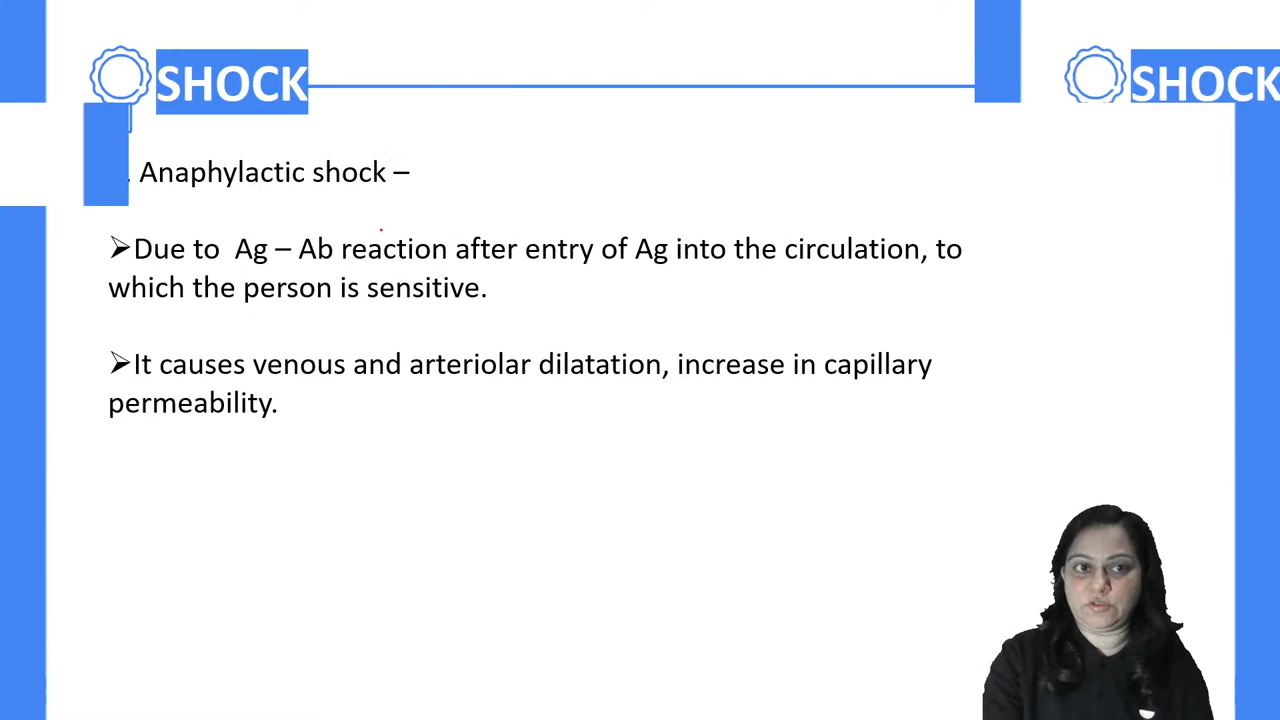 SHOCK
SHOCK
. Anaphylactic shock –
➢Due to Ag – Ab reaction after entry of Ag into the circulation, to
which the person is sensitive.
➢It causes venous and arteriolar dilatation, increase in capillary
permeability.